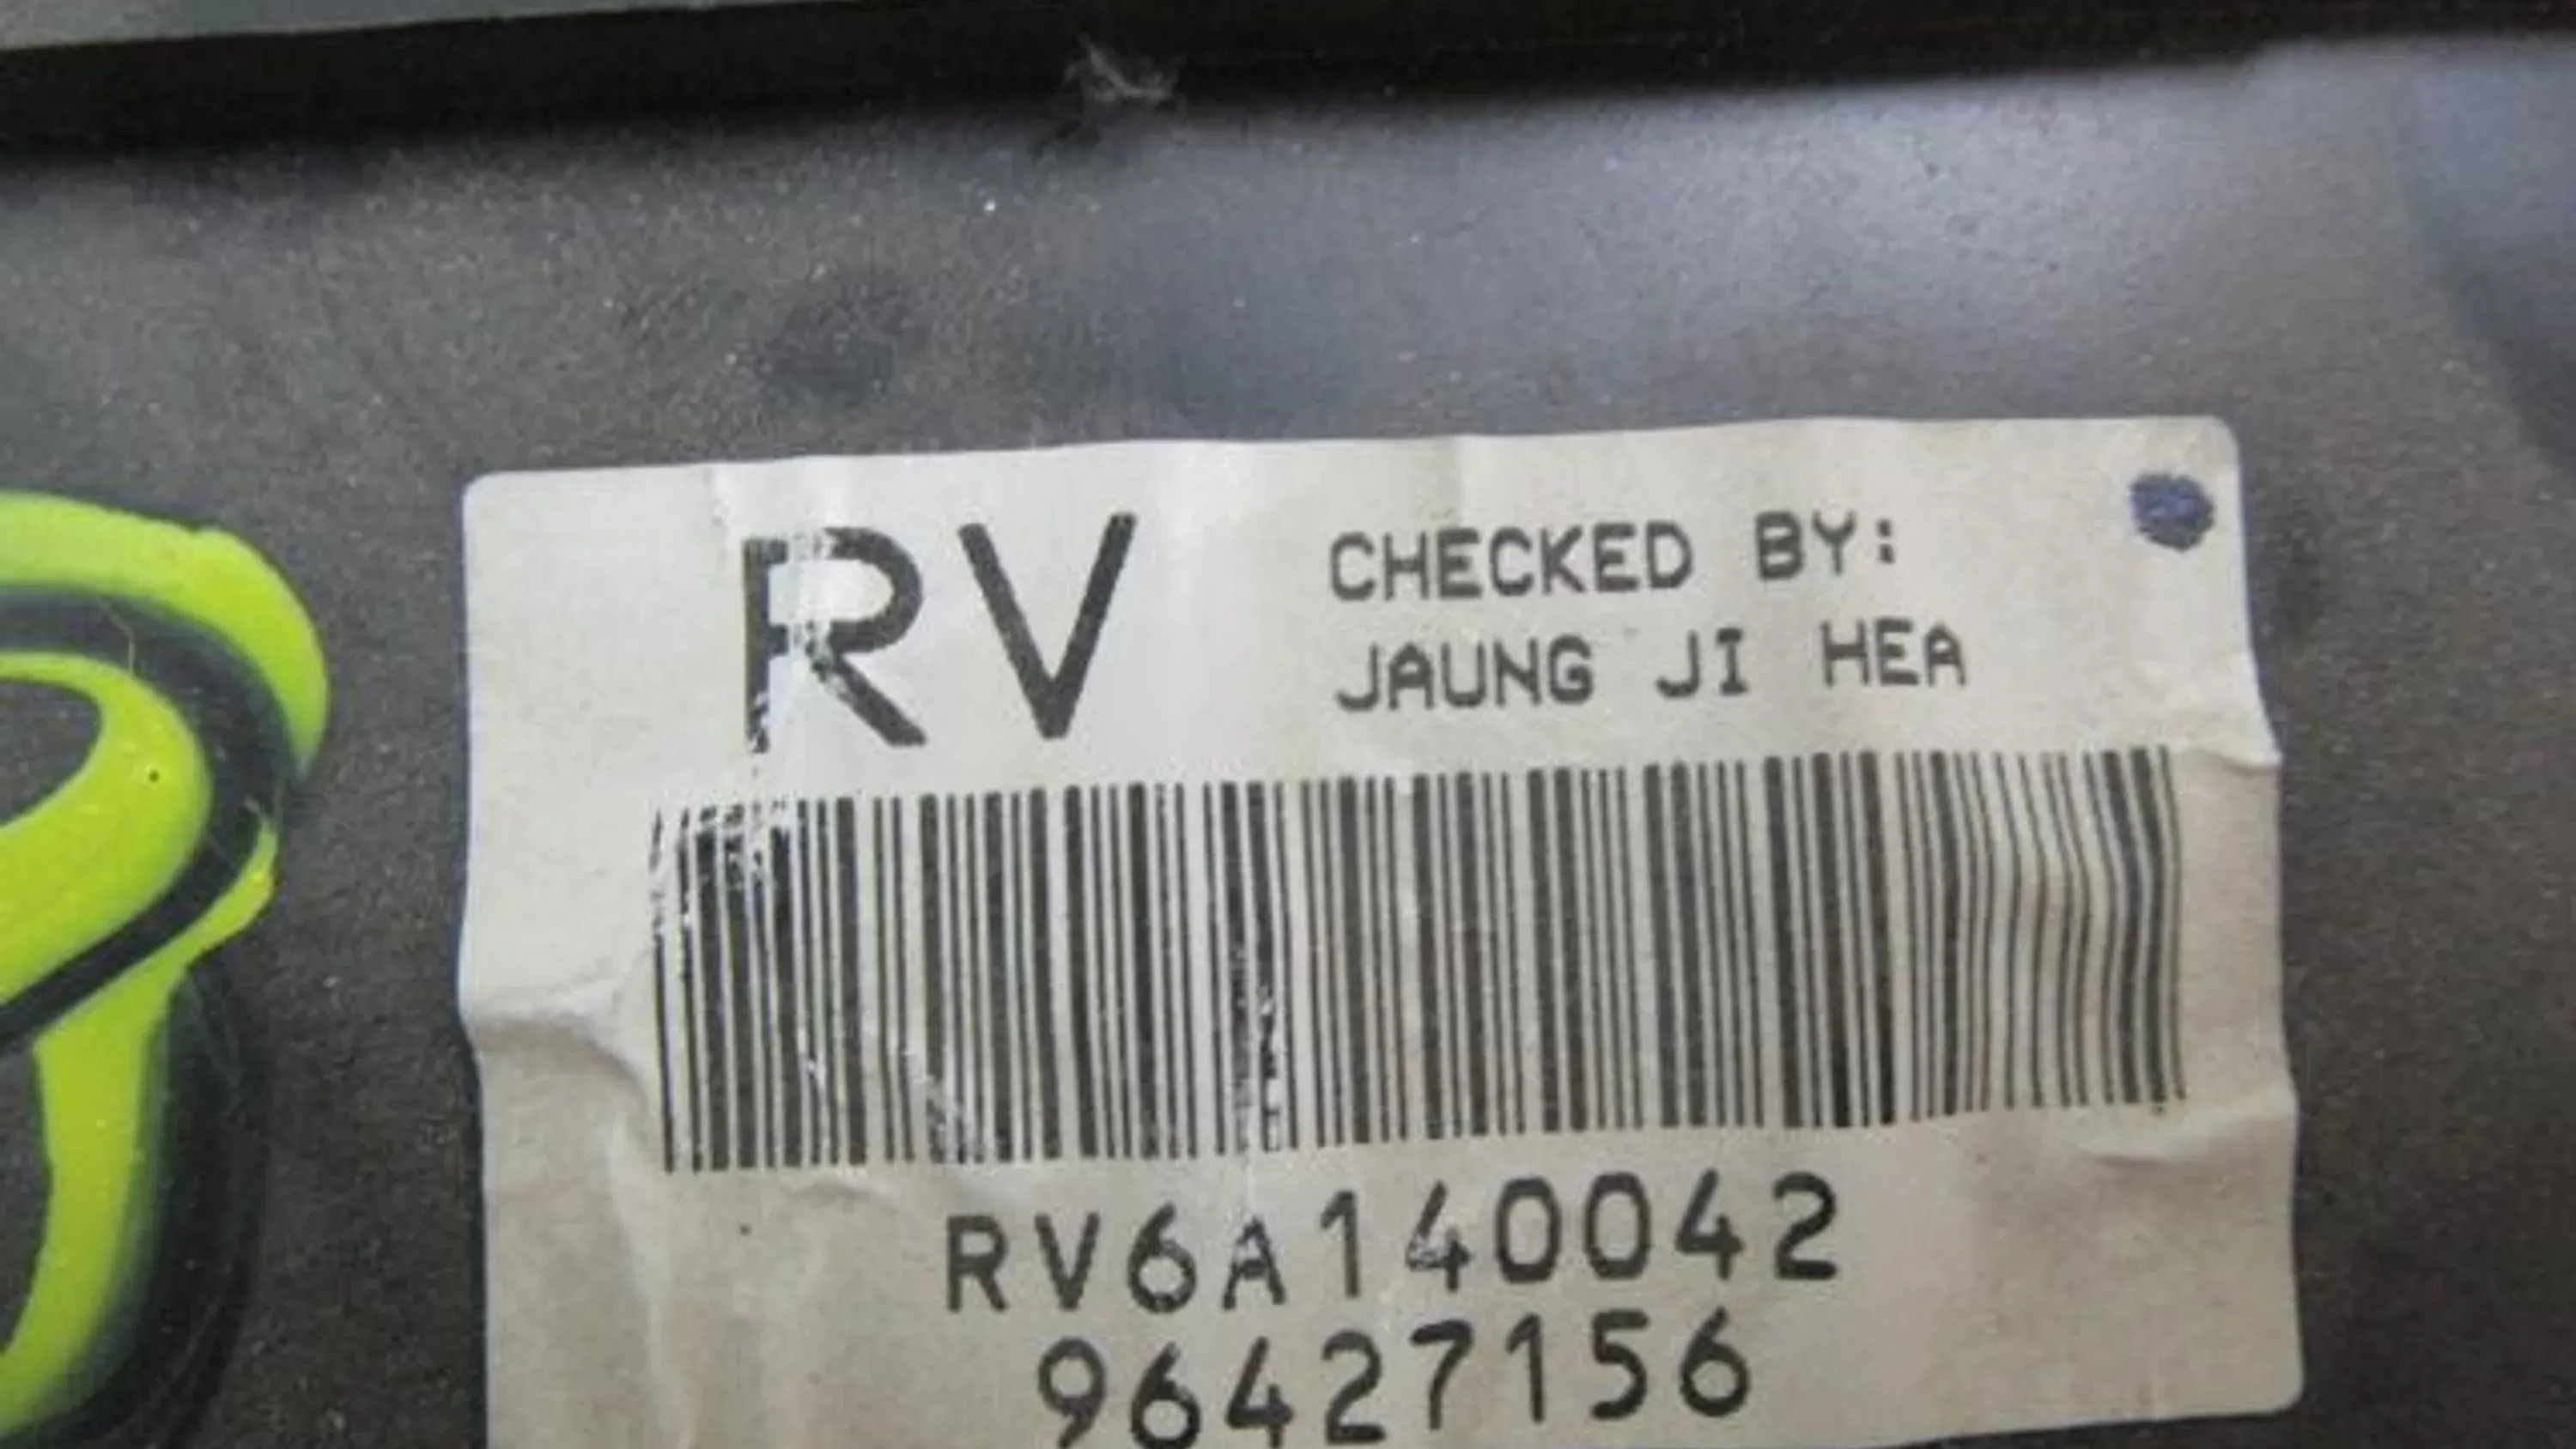 RV
CHECKED BY:
JAUNG JI HEA
RV6A140042
96427156